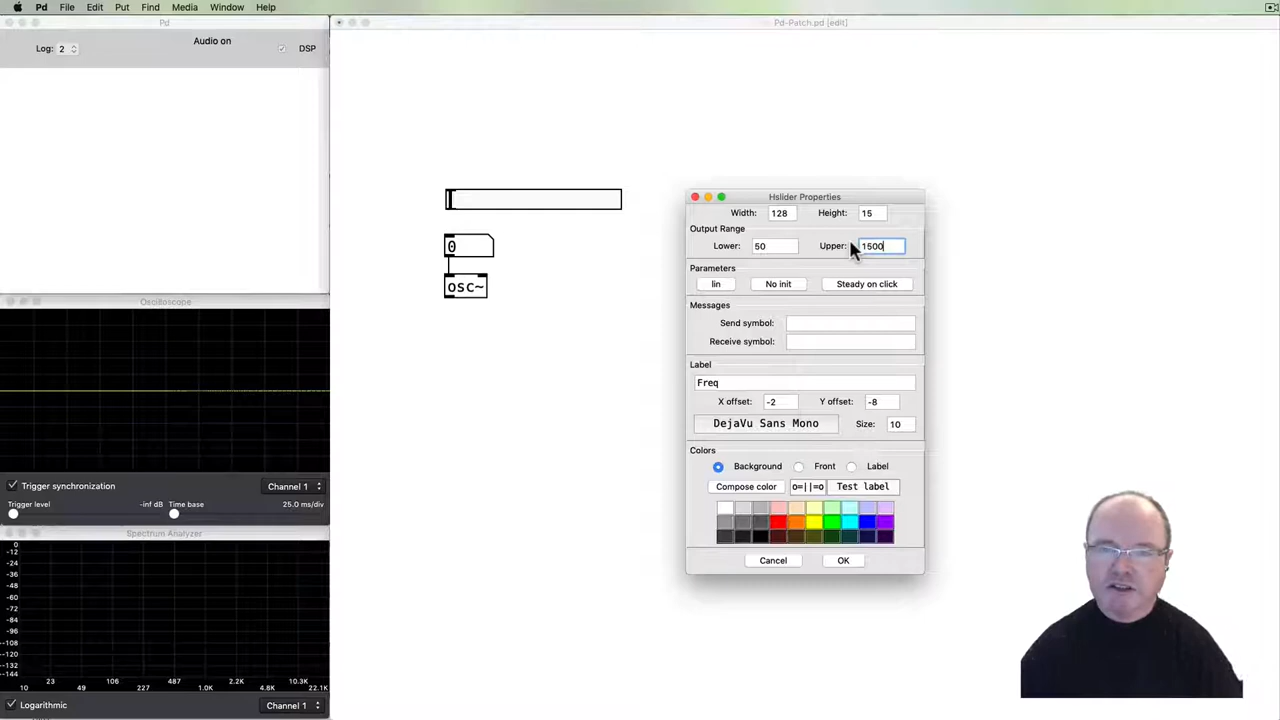 Pd File Edit Put Find Media Window Help
Pd
Log: 2
Audio on
DSP
Pd-Patch.pd [edit]
0
osc~
Hslider Properties
Width: 128 Height: 15
Output Range
Lower: 50 Upper: 1500
Parameters
lin No init Steady on click
Messages
Send symbol:
Receive symbol:
Label
Freq
X offset: -2 Y offset: -8
DejaVu Sans Mono Size: 10
Colors
Background Front Label
Compose color o=||=o Test label
Cancel OK
Oscilloscope
Trigger synchronization Channel 1
Trigger level -inf dB Time base 25.0 ms/div
Spectrum Analyzer
0
-12
-24
-36
-48
-60
-72
-84
-96
-108
-120
-132
-144
10 23 49 106 227 487 1.0K 2.2K 4.8K 10.3K 22.1K
Logarithmic Channel 1